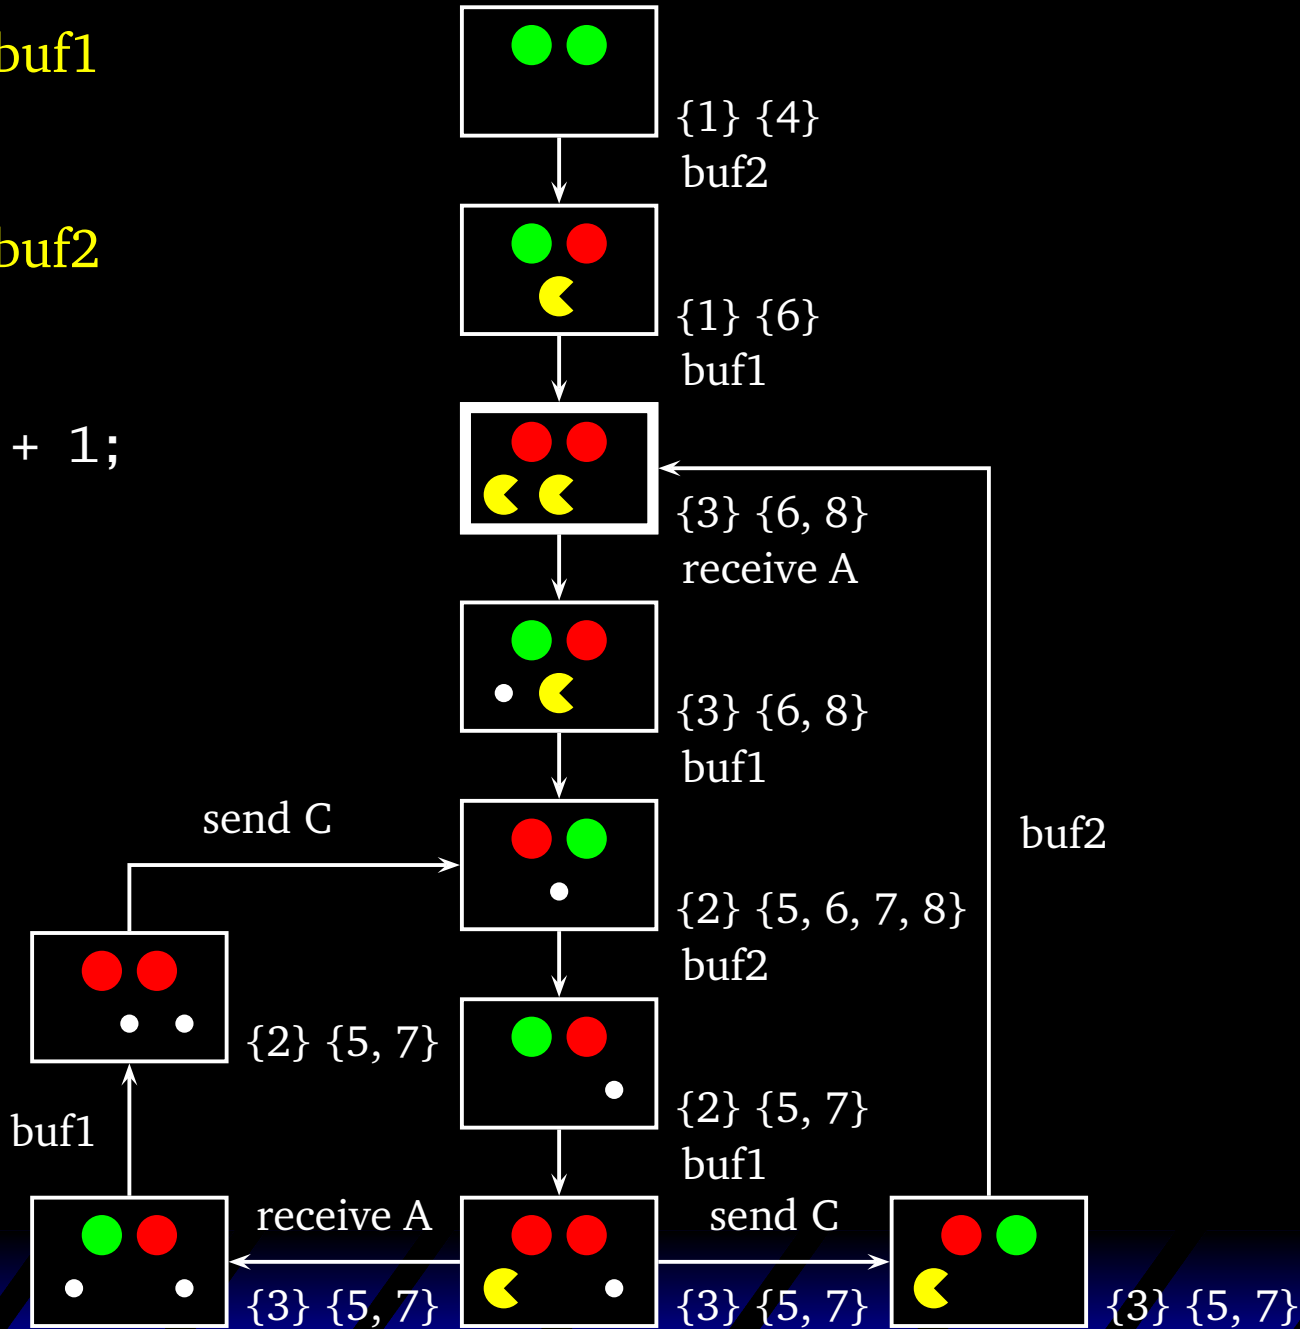 buf1
{1} {4}
buf2
buf2
{1} {6}
buf1
+ 1;
{3} {6, 8}
receive A
{3} {6, 8}
buf1
send C
buf2
{2} {5, 6, 7, 8}
buf2
{2} {5, 7}
{2} {5, 7}
buf1
buf1
receive A
send C
{3} {5, 7}
{3} {5, 7}
{3} {5, 7}